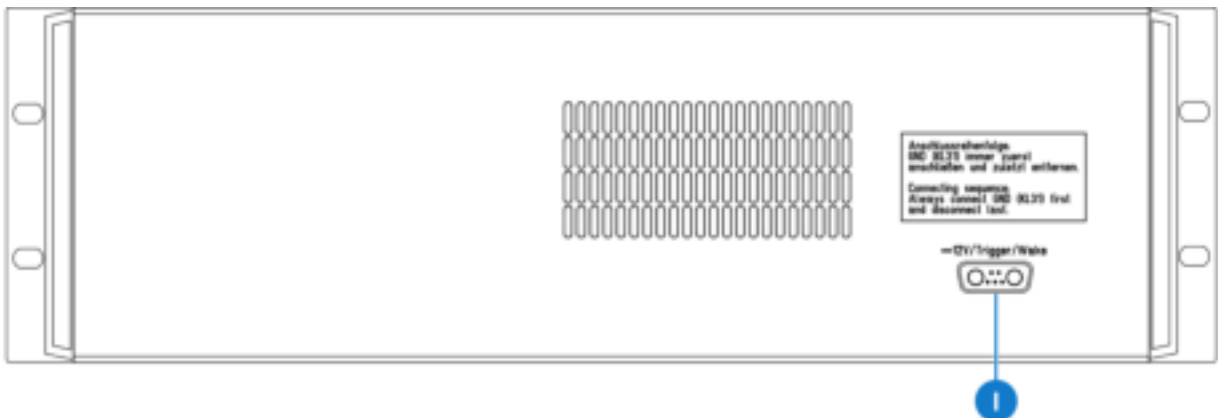 Anschlussreihenfolge:
GND (KL31) immer zuerst
anschließen und zuletzt entfernen.
Connecting sequence:
Always connect GND (KL31) first
and disconnect last.
⎓12V/Trigger/Wake
1